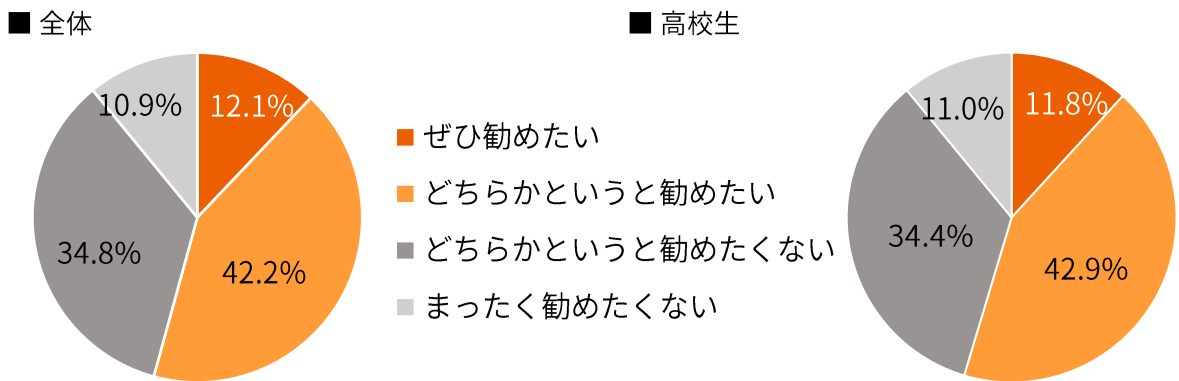 ■ 全体
10.9%
12.1%
34.8%
42.2%
ぜひ勧めたい
どちらかというと勧めたい
どちらかというと勧めたくない
まったく勧めたくない
■ 高校生
11.0%
11.8%
34.4%
42.9%